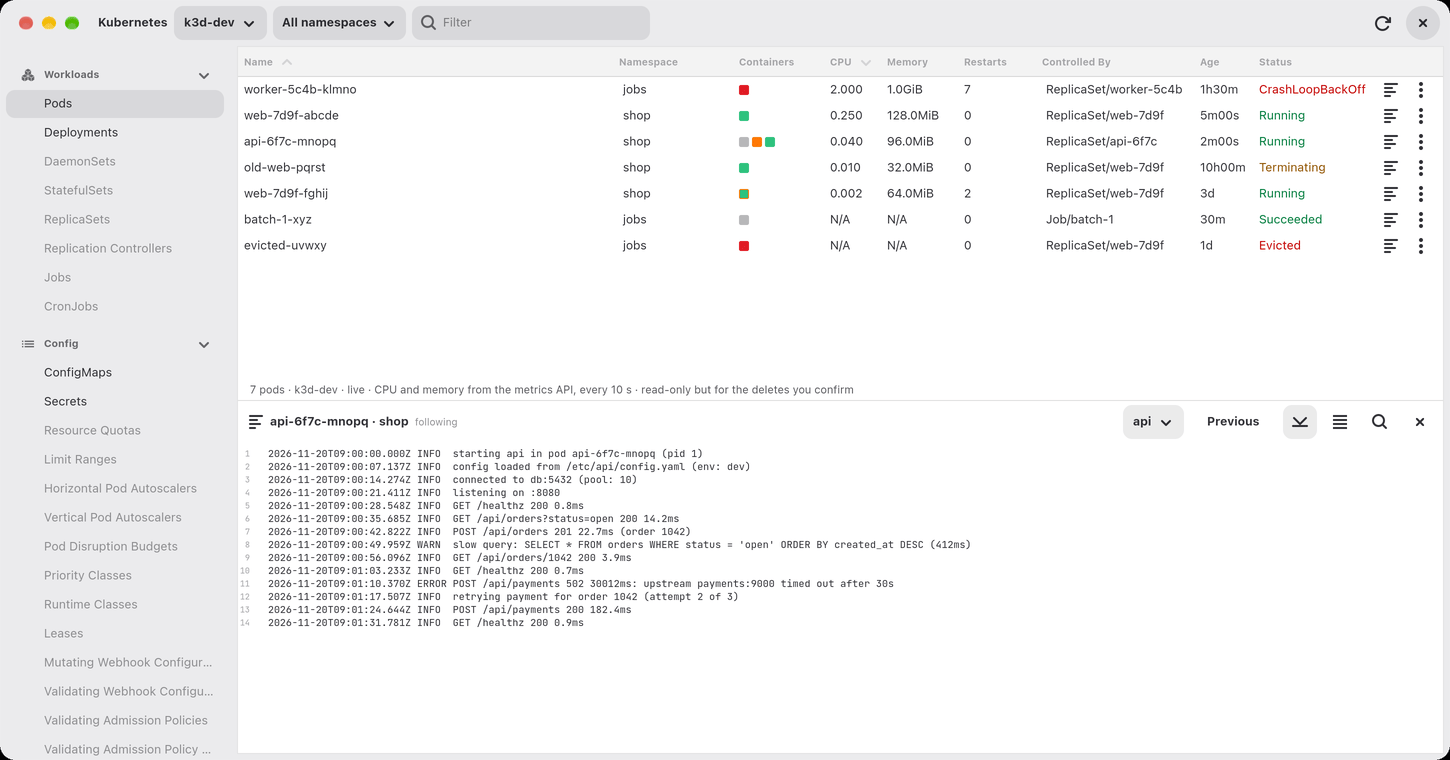 Kubernetes k3d-dev All namespaces Filter
Workloads
Pods
Deployments
DaemonSets
StatefulSets
ReplicaSets
Replication Controllers
Jobs
CronJobs
Config
ConfigMaps
Secrets
Resource Quotas
Limit Ranges
Horizontal Pod Autoscalers
Vertical Pod Autoscalers
Pod Disruption Budgets
Priority Classes
Runtime Classes
Leases
Mutating Webhook Configur...
Validating Webhook Configu...
Validating Admission Policies
Validating Admission Policy ...
Name Namespace Containers CPU Memory Restarts Controlled By Age Status
worker-5c4b-klmno jobs 2.000 1.0GiB 7 ReplicaSet/worker-5c4b 1h30m CrashLoopBackOff
web-7d9f-abcde shop 0.250 128.0MiB 0 ReplicaSet/web-7d9f 5m00s Running
api-6f7c-mnopq shop 0.040 96.0MiB 0 ReplicaSet/api-6f7c 2m00s Running
old-web-pqrst shop 0.010 32.0MiB 0 ReplicaSet/web-7d9f 10h00m Terminating
web-7d9f-fghij shop 0.002 64.0MiB 2 ReplicaSet/web-7d9f 3d Running
batch-1-xyz jobs N/A N/A 0 Job/batch-1 30m Succeeded
evicted-uvwxy jobs N/A N/A 0 ReplicaSet/web-7d9f 1d Evicted
7 pods · k3d-dev · live · CPU and memory from the metrics API, every 10 s · read-only but for the deletes you confirm
api-6f7c-mnopq · shop following api Previous
1 2026-11-20T09:00:00.000Z INFO starting api in pod api-6f7c-mnopq (pid 1)
2 2026-11-20T09:00:07.137Z INFO config loaded from /etc/api/config.yaml (env: dev)
3 2026-11-20T09:00:14.274Z INFO connected to db:5432 (pool: 10)
4 2026-11-20T09:00:21.411Z INFO listening on :8080
5 2026-11-20T09:00:28.548Z INFO GET /healthz 200 0.8ms
6 2026-11-20T09:00:35.685Z INFO GET /api/orders?status=open 200 14.2ms
7 2026-11-20T09:00:42.822Z INFO POST /api/orders 201 22.7ms (order 1042)
8 2026-11-20T09:00:49.959Z WARN slow query: SELECT * FROM orders WHERE status = 'open' ORDER BY created_at DESC (412ms)
9 2026-11-20T09:00:56.096Z INFO GET /api/orders/1042 200 3.9ms
10 2026-11-20T09:01:03.233Z INFO GET /healthz 200 0.7ms
11 2026-11-20T09:01:10.370Z ERROR POST /api/payments 502 30012ms: upstream payments:9000 timed out after 30s
12 2026-11-20T09:01:17.507Z INFO retrying payment for order 1042 (attempt 2 of 3)
13 2026-11-20T09:01:24.644Z INFO POST /api/payments 200 182.4ms
14 2026-11-20T09:01:31.781Z INFO GET /healthz 200 0.9ms